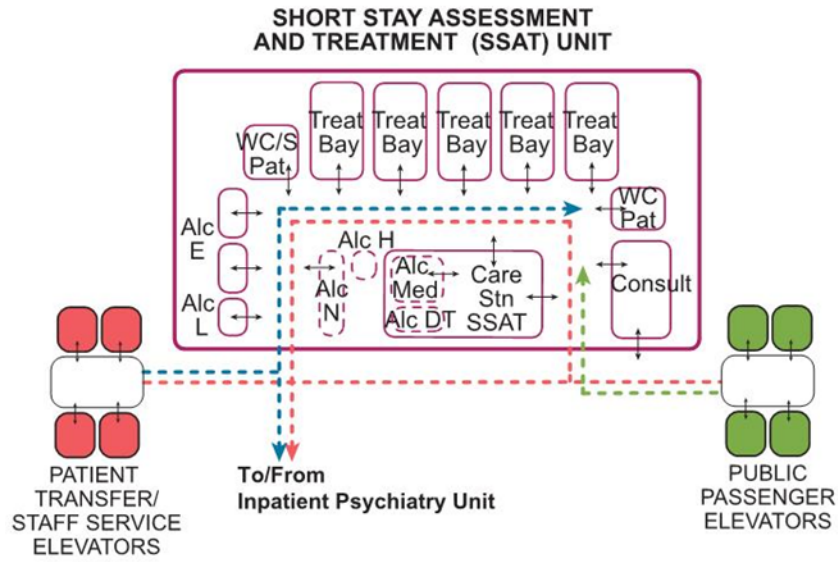 SHORT STAY ASSESSMENT
AND TREATMENT (SSAT) UNIT
WC/S
Pat
Treat
Bay
Treat
Bay
Treat
Bay
Treat
Bay
Treat
Bay
WC
Pat
Alc
E
Alc
L
Alc H
Alc
N
Alc
Med
Alc DT
Care
Stn
SSAT
Consult
PATIENT
TRANSFER/
STAFF SERVICE
ELEVATORS
To/From
Inpatient Psychiatry Unit
PUBLIC
PASSENGER
ELEVATORS